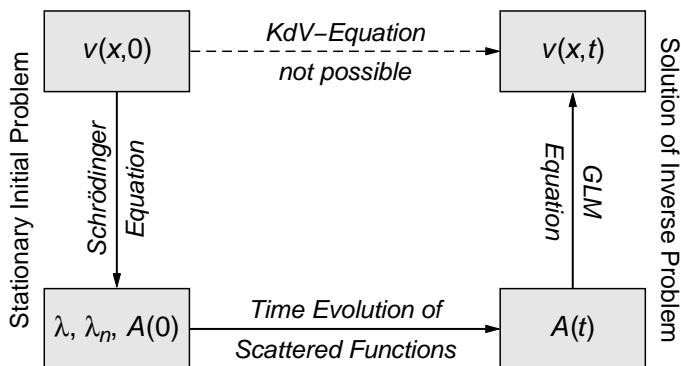 Stationary Initial Problem
v(x,0)
KdV–Equation
not possible
v(x,t)
Schrödinger
Equation
Equation
GLM
Solution of Inverse Problem
λ, λn, A(0)
Time Evolution of
Scattered Functions
A(t)